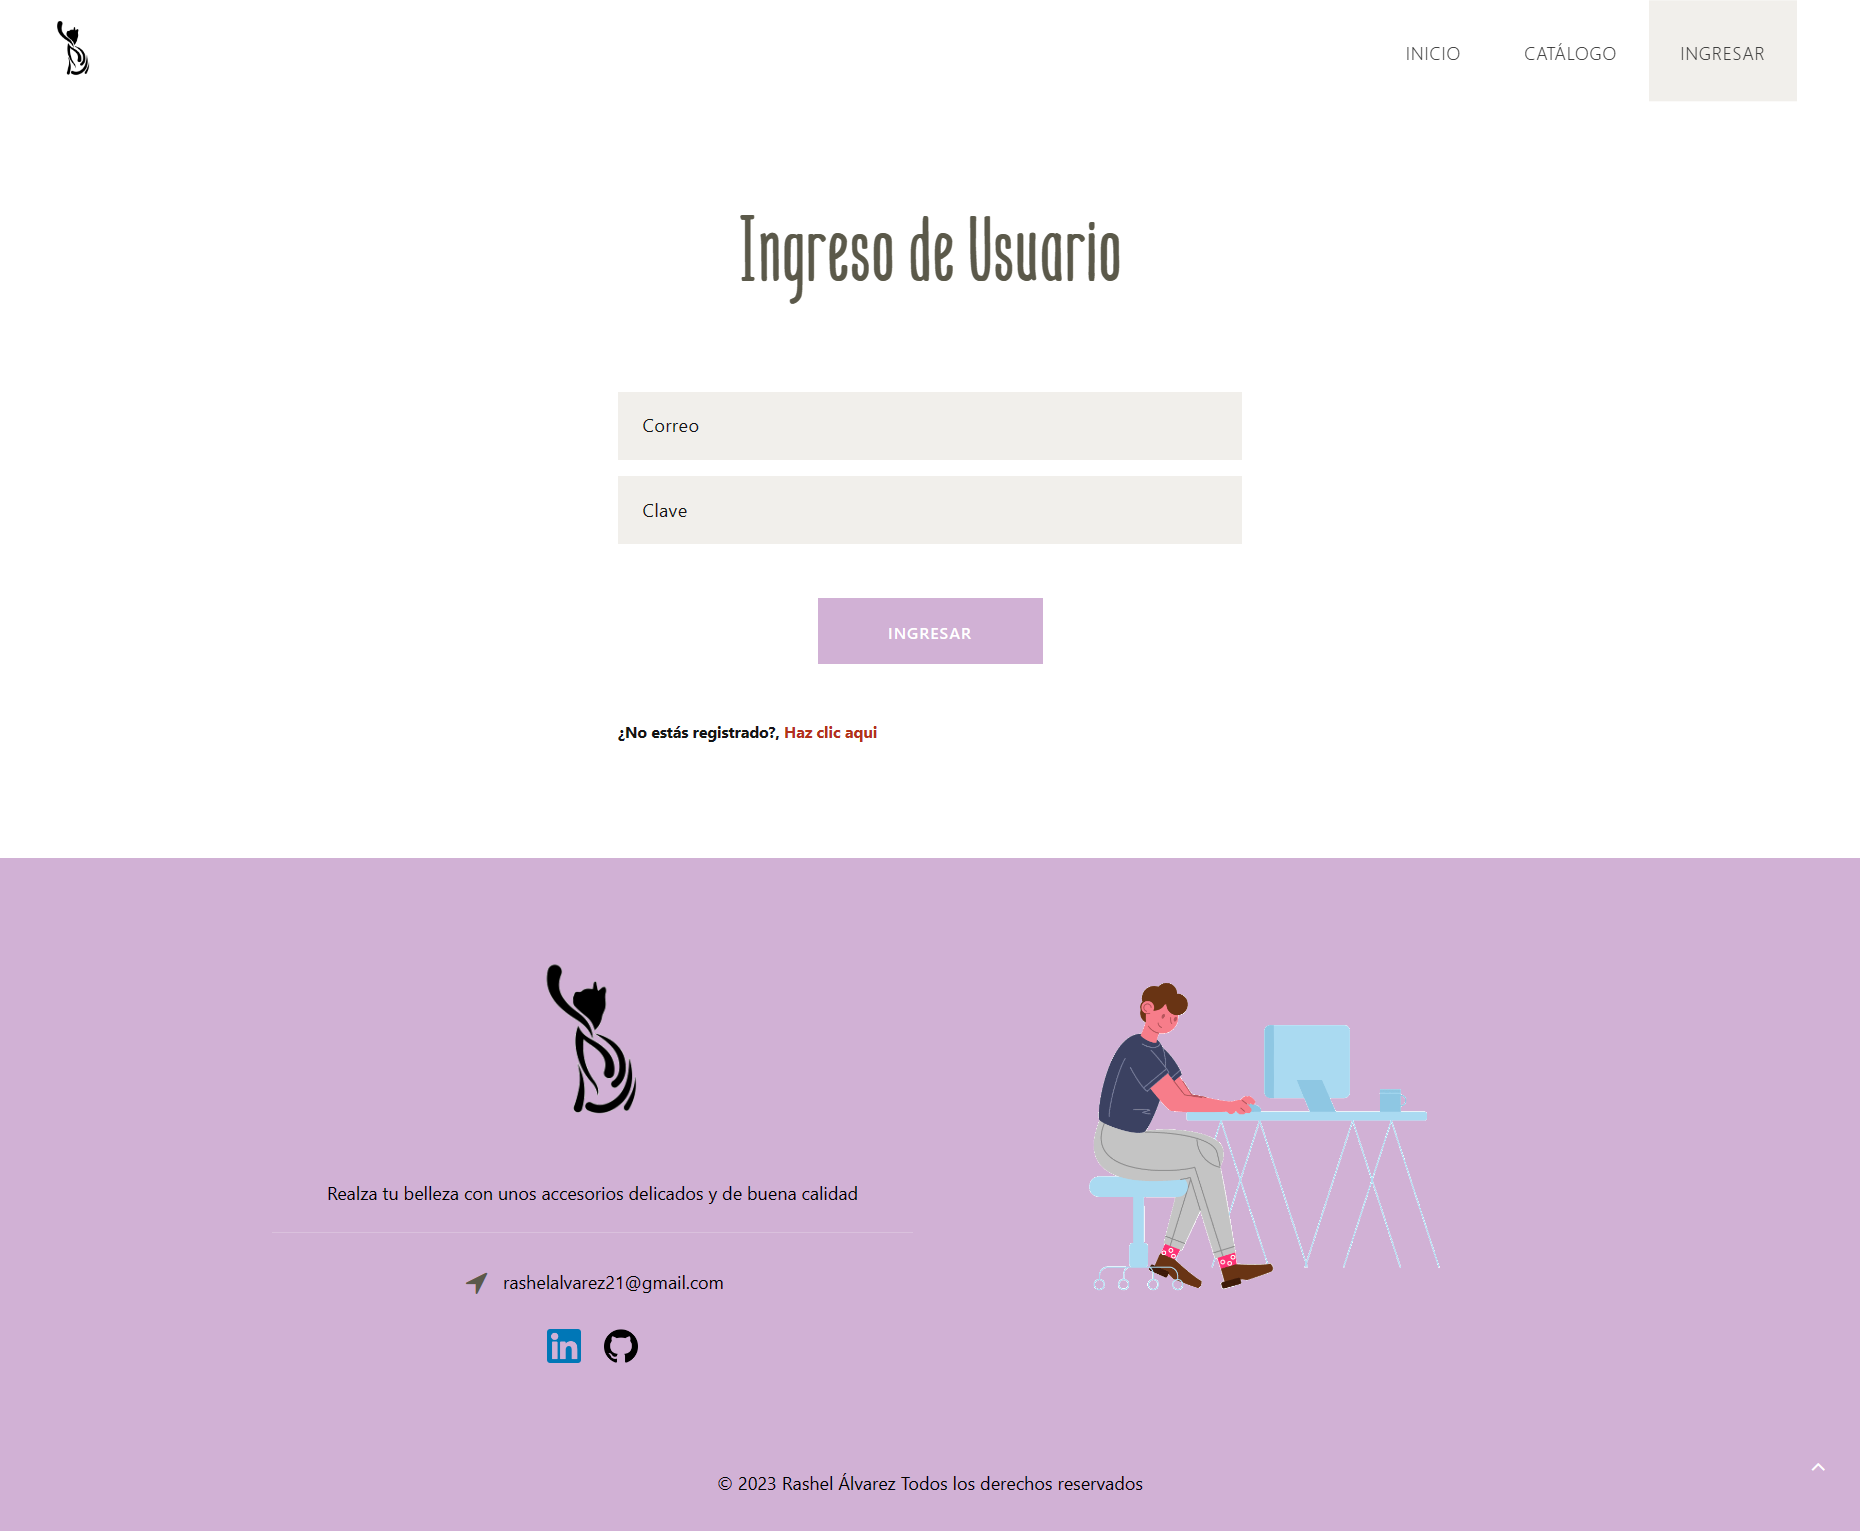 INICIO CATÁLOGO INGRESAR
Ingreso de Usuario
Correo
Clave
INGRESAR
¿No estás registrado?, Haz clic aqui
Realza tu belleza con unos accesorios delicados y de buena calidad
rashelalvarez21@gmail.com
in
© 2023 Rashel Álvarez Todos los derechos reservados